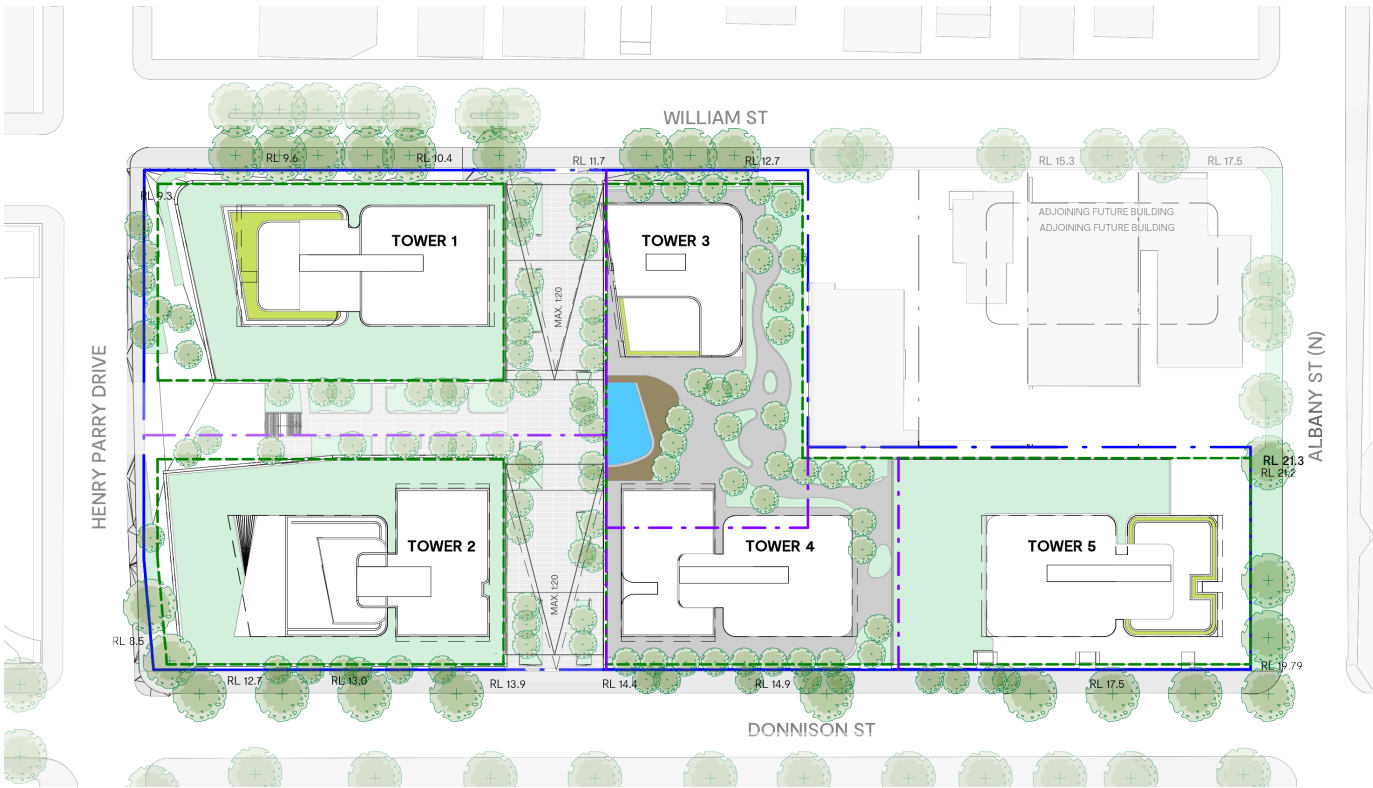 WILLIAM ST
RL 9.6
RL 10.4
RL 11.7
RL 12.7
RL 15.3
RL 17.5
RL 9.3
ADJOINING FUTURE BUILDING
ADJOINING FUTURE BUILDING
TOWER 1
TOWER 3
MAX. 1:20
HENRY PARRY DRIVE
ALBANY ST (N)
RL 21.3
RL 21.2
TOWER 2
TOWER 4
TOWER 5
MAX. 1:20
RL 8.5
RL 19.79
RL 12.7
RL 13.0
RL 13.9
RL 14.4
RL 14.9
RL 17.5
DONNISON ST